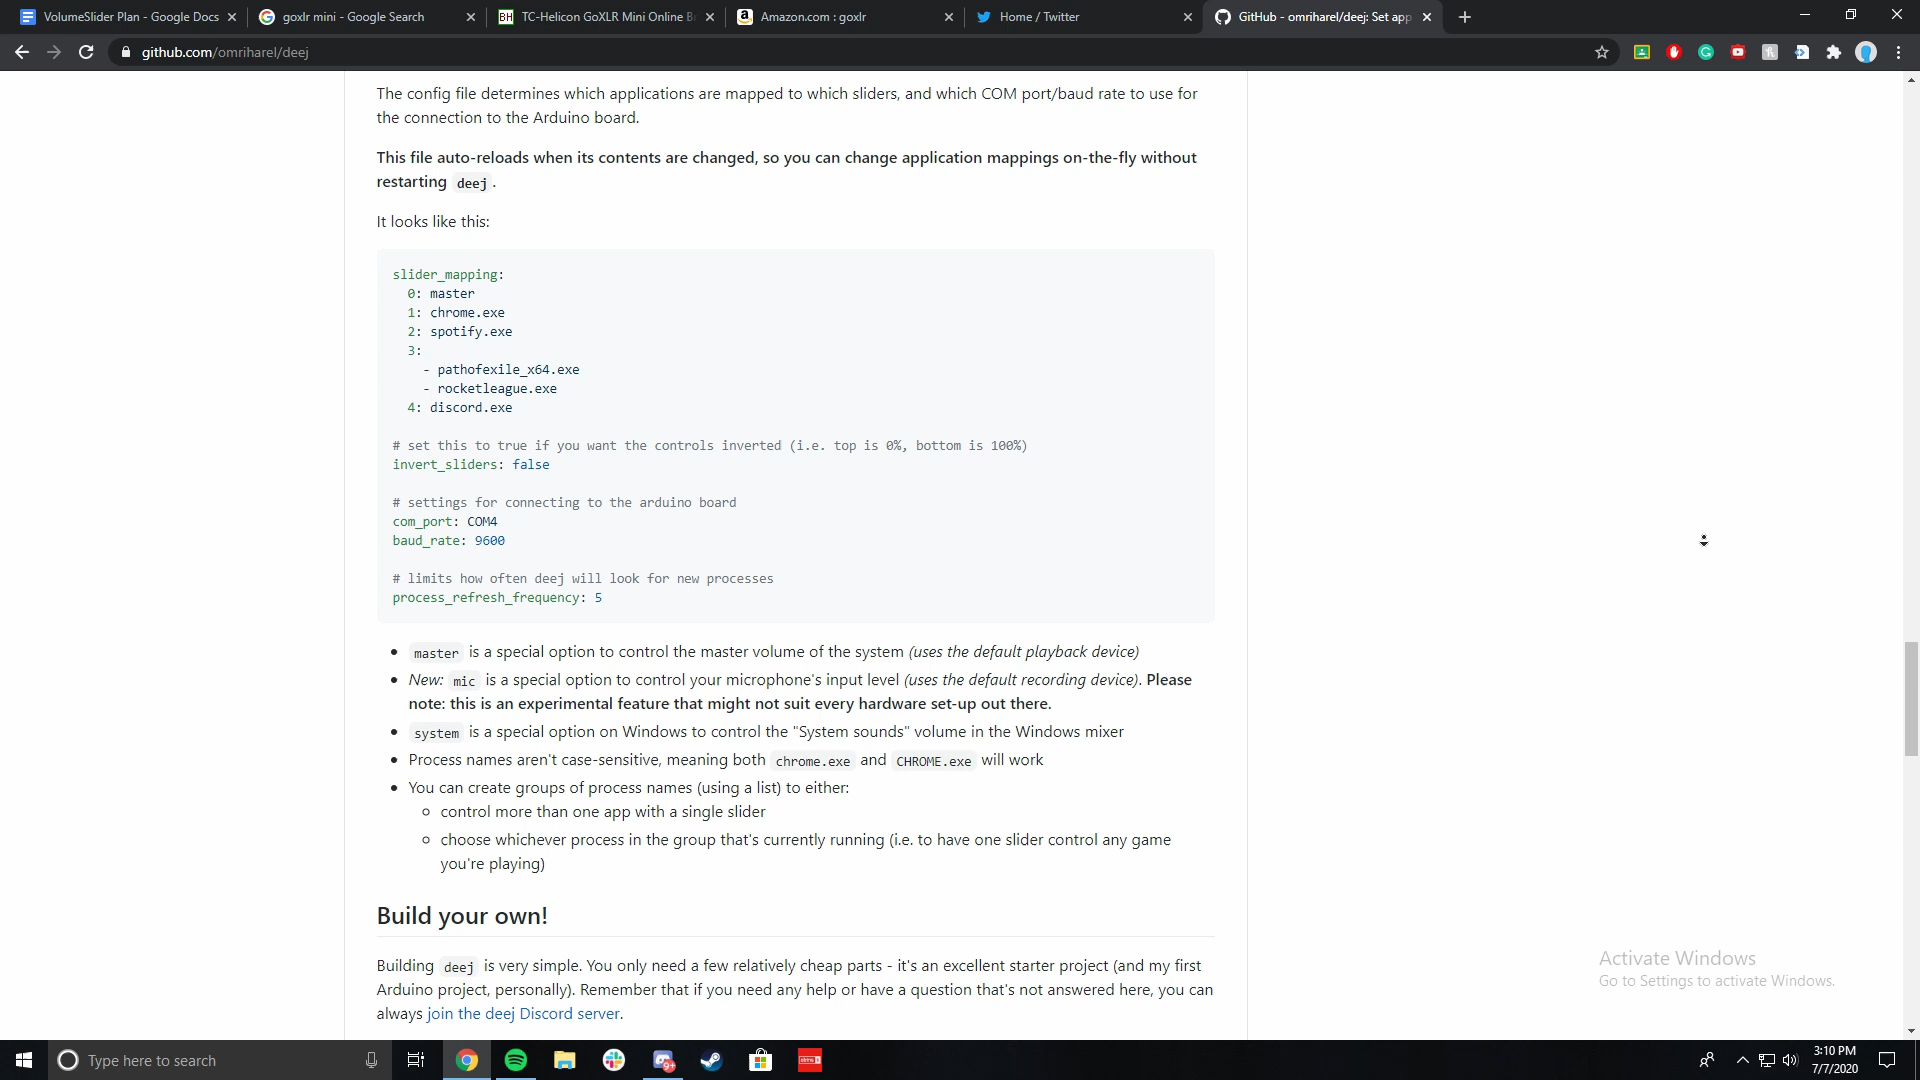 VolumeSlider Plan - Google Docs
goxlr mini - Google Search
BH TC-Helicon GoXLR Mini Online B
Amazon.com : goxlr
Home / Twitter
GitHub - omriharel/deej: Set app
github.com/omriharel/deej
The config file determines which applications are mapped to which sliders, and which COM port/baud rate to use for
the connection to the Arduino board.
This file auto-reloads when its contents are changed, so you can change application mappings on-the-fly without
restarting deej .
It looks like this:
slider_mapping:
0: master
1: chrome.exe
2: spotify.exe
3:
- pathofexile_x64.exe
- rocketleague.exe
4: discord.exe
# set this to true if you want the controls inverted (i.e. top is 0%, bottom is 100%)
invert_sliders: false
# settings for connecting to the arduino board
com_port: COM4
baud_rate: 9600
# limits how often deej will look for new processes
process_refresh_frequency: 5
• master is a special option to control the master volume of the system (uses the default playback device)
• New: mic is a special option to control your microphone's input level (uses the default recording device). Please
note: this is an experimental feature that might not suit every hardware set-up out there.
• system is a special option on Windows to control the "System sounds" volume in the Windows mixer
• Process names aren't case-sensitive, meaning both chrome.exe and CHROME.exe will work
• You can create groups of process names (using a list) to either:
○ control more than one app with a single slider
○ choose whichever process in the group that's currently running (i.e. to have one slider control any game
you're playing)
Build your own!
Building deej is very simple. You only need a few relatively cheap parts - it's an excellent starter project (and my first
Arduino project, personally). Remember that if you need any help or have a question that's not answered here, you can
always join the deej Discord server.
Activate Windows
Go to Settings to activate Windows.
Type here to search
3:10 PM
7/7/2020